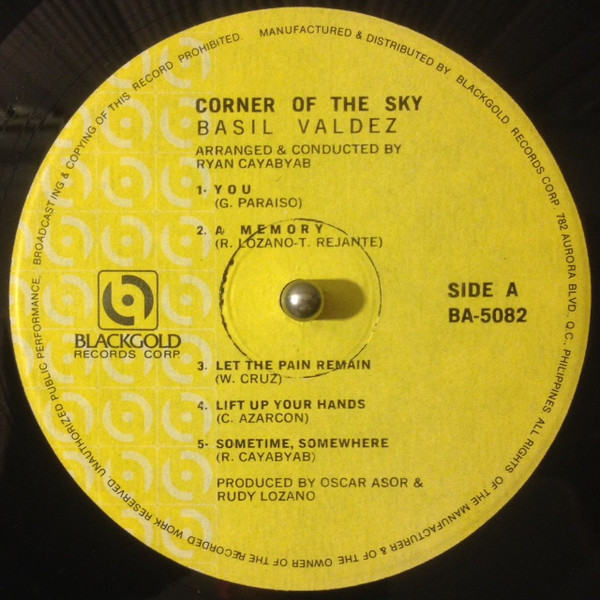 MANUFACTURED & DISTRIBUTED BY BLACKGOLD RECORDS CORP. 782 AURORA BLVD., Q.C., PHILIPPINES ALL RIGHTS OF THE MANUFACTURER & OF THE OWNER OF THE RECORDED WORK RESERVED UNAUTHORIZED PUBLIC PERFORMANCE, BROADCASTING & COPYING OF THIS RECORD PROHIBITED.
CORNER OF THE SKY
BASIL VALDEZ
ARRANGED & CONDUCTED BY
RYAN CAYABYAB
1· YOU
(G. PARAISO)
2. A MEMORY
(R. LOZANO-T. REJANTE)
SIDE A
BA-5082
BLACKGOLD
RECORDS CORP.
3. LET THE PAIN REMAIN
(W. CRUZ)
4. LIFT UP YOUR HANDS
(C. AZARCON)
5· SOMETIME, SOMEWHERE
(R. CAYABYAB)
PRODUCED BY OSCAR ASOR &
RUDY LOZANO